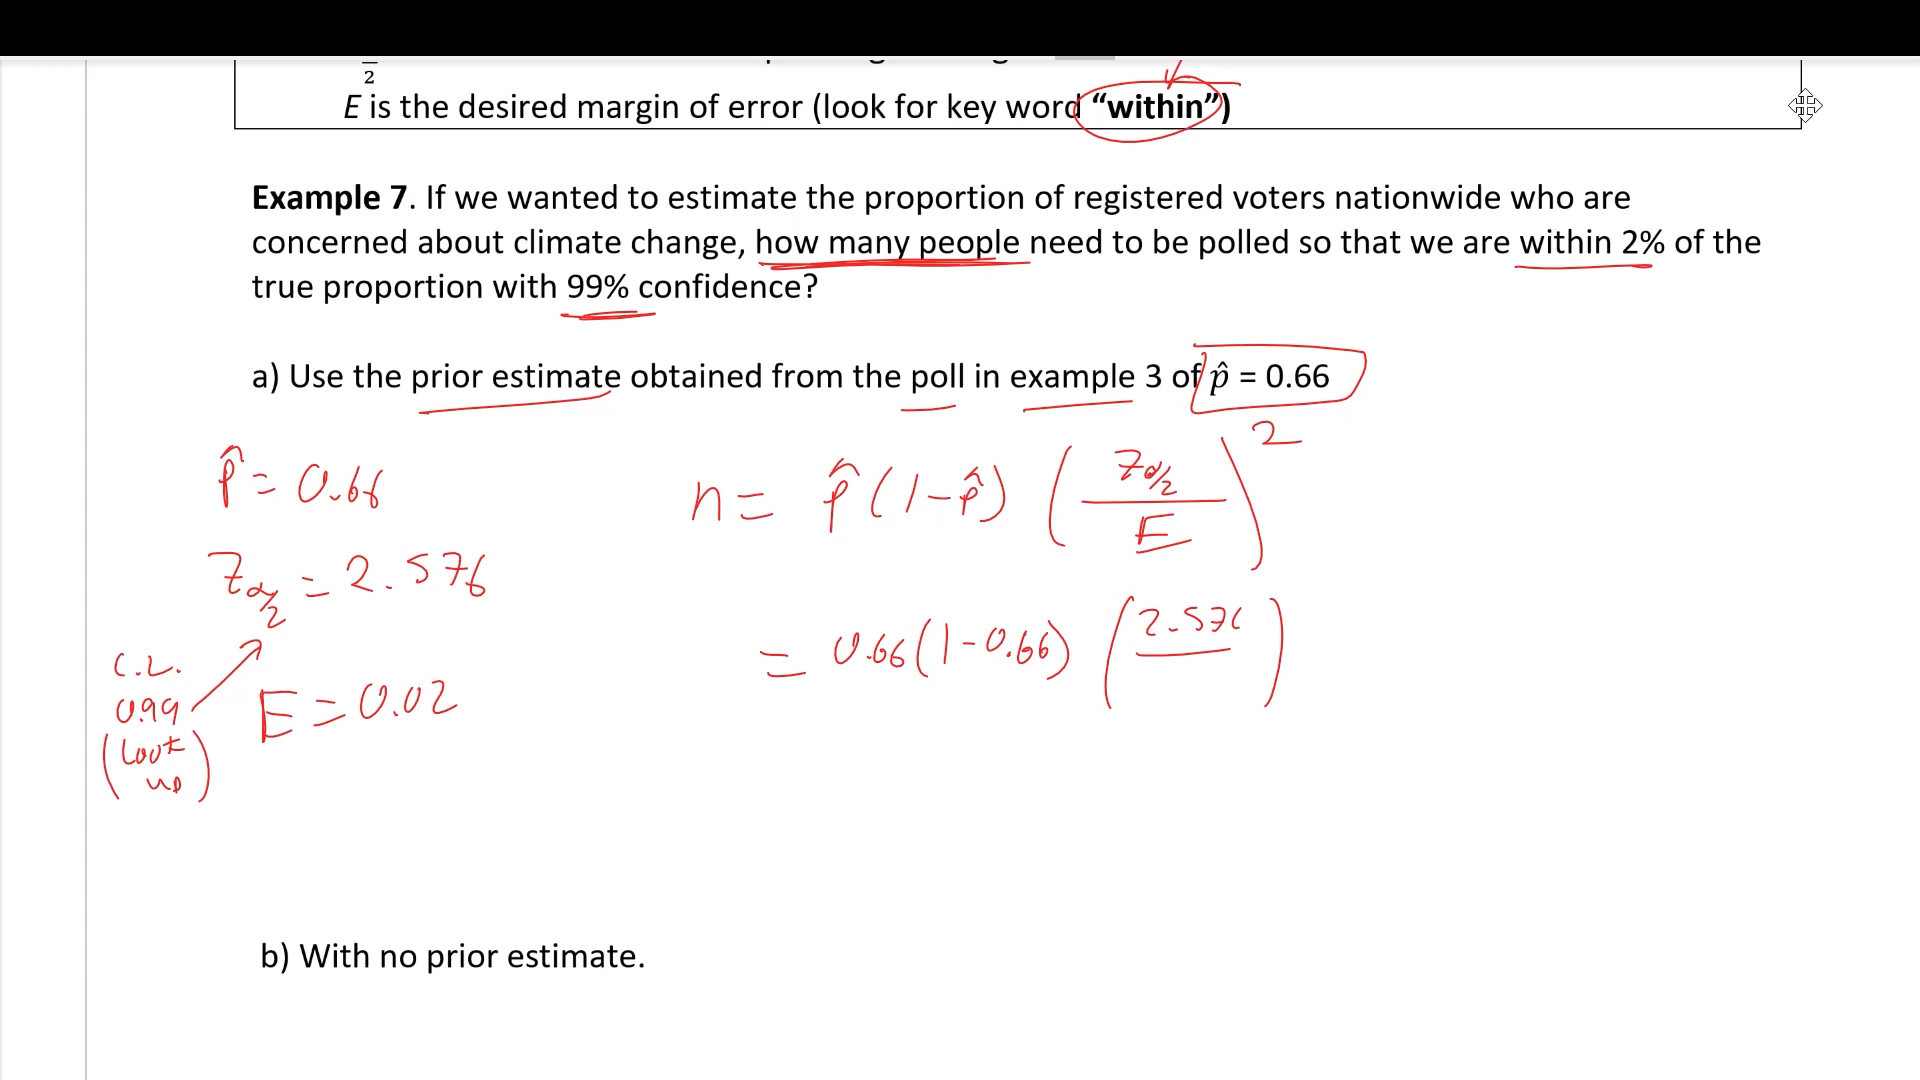 2
E is the desired margin of error (look for key word “within”)
Example 7. If we wanted to estimate the proportion of registered voters nationwide who are
concerned about climate change, how many people need to be polled so that we are within 2% of the
true proportion with 99% confidence?
a) Use the prior estimate obtained from the poll in example 3 of p̂ = 0.66
p̂ = 0.66
n = p̂(1-p̂) (Zα/2 / E)²
Zα/2 = 2.576
= 0.66(1-0.66) (2.576 / )
C.L.
0.99
(Look
up)
E = 0.02
b) With no prior estimate.